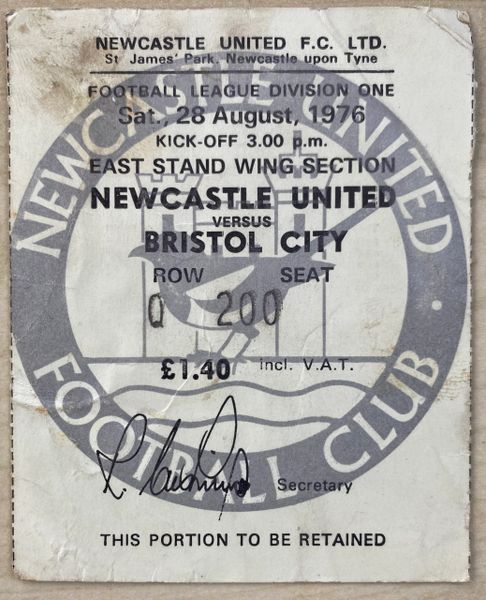 NEWCASTLE UNITED F.C. LTD.
St James' Park, Newcastle upon Tyne
FOOTBALL LEAGUE DIVISION ONE
Sat., 28 August, 1976
KICK-OFF 3.00 p.m.
EAST STAND WING SECTION
NEWCASTLE UNITED
VERSUS
BRISTOL CITY
ROW SEAT
Q 200
£1.40 incl. V.A.T.
Secretary
THIS PORTION TO BE RETAINED
NEWCASTLE UNITED
FOOTBALL CLUB